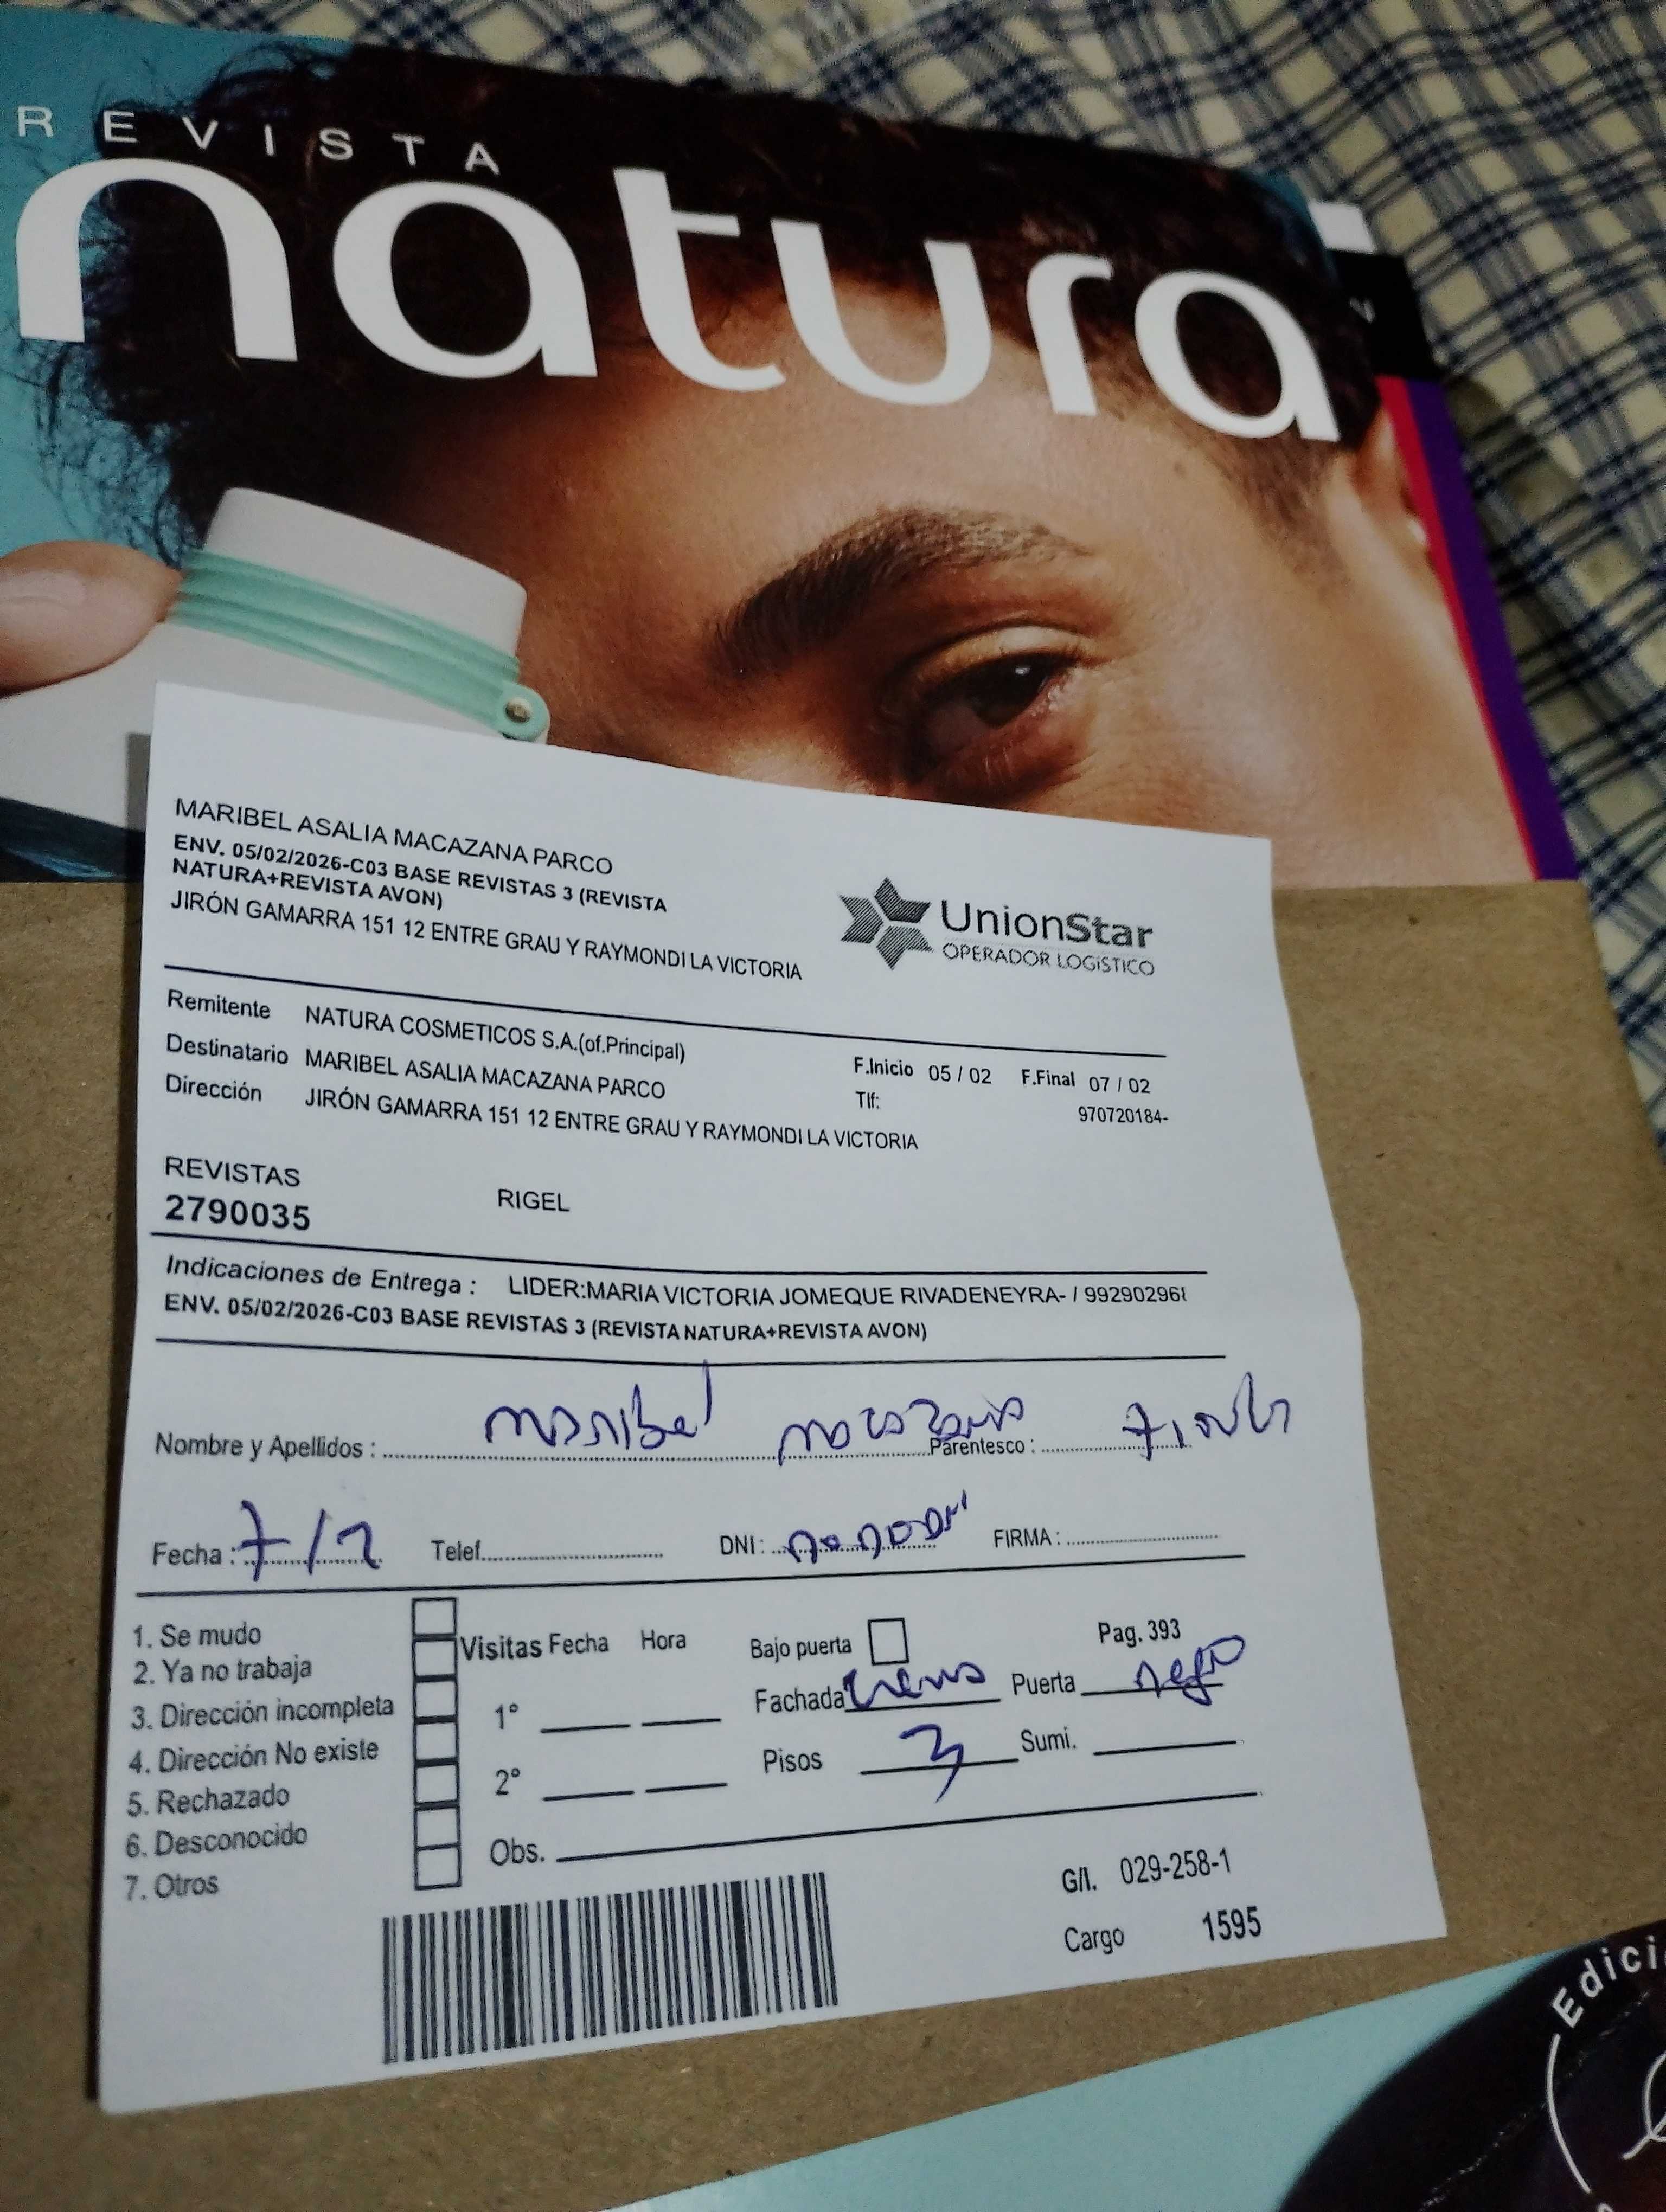 REVISTA
natura
MARIBEL ASALIA MACAZANA PARCO
ENV. 05/02/2026-C03 BASE REVISTAS 3 (REVISTA
NATURA+REVISTA AVON)
JIRÓN GAMARRA 151 12 ENTRE GRAU Y RAYMONDI LA VICTORIA
UnionStar
OPERADOR LOGÍSTICO
Remitente NATURA COSMETICOS S.A.(of.Principal)
Destinatario MARIBEL ASALIA MACAZANA PARCO
F.Inicio 05 / 02 F.Final 07 / 02
Dirección JIRÓN GAMARRA 151 12 ENTRE GRAU Y RAYMONDI LA VICTORIA
Tlf: 970720184-
REVISTAS
2790035 RIGEL
Indicaciones de Entrega : LIDER:MARIA VICTORIA JOMEQUE RIVADENEYRA- / 99290296
ENV. 05/02/2026-C03 BASE REVISTAS 3 (REVISTA NATURA+REVISTA AVON)
Nombre y Apellidos : Maribel macazana Parentesco :
Fecha : 7/2 Telef. DNI: FIRMA :
1. Se mudo
2. Ya no trabaja
3. Dirección incompleta
4. Dirección No existe
5. Rechazado
6. Desconocido
7. Otros
Visitas Fecha Hora
1°
2°
Obs.
Bajo puerta Pag. 393
Fachada crema Puerta negro
Pisos 3 Sumi.
G/I. 029-258-1
Cargo 1595
Edici